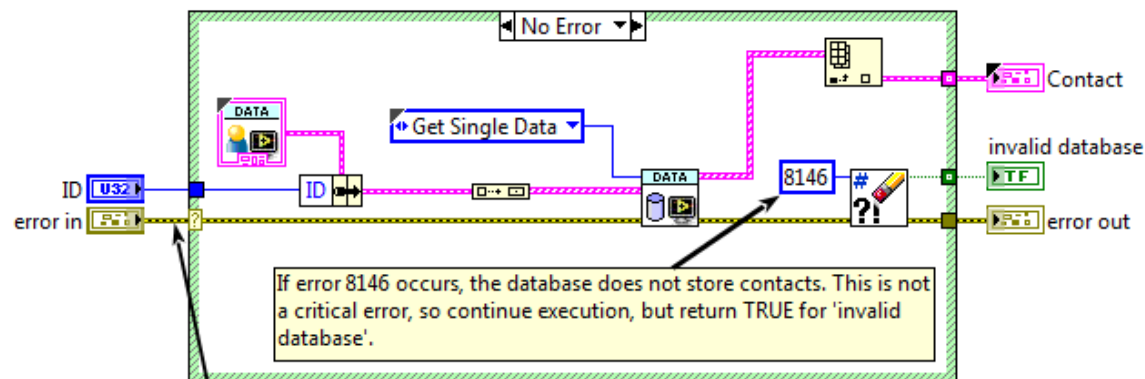 No Error
DATA
Get Single Data
Contact
invalid database
ID U32
ID
DATA
8146
#
?!
TF
error in
?
error out
If error 8146 occurs, the database does not store contacts. This is not
a critical error, so continue execution, but return TRUE for 'invalid
database'.